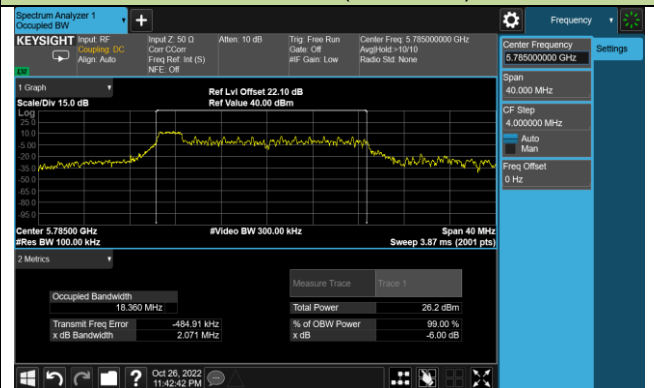 Spectrum Analyzer 1
Occupied BW
+
Frequency
KEYSIGHT
Input: RF
Coupling: DC
Align: Auto
Input Z: 50 Ω
Corr CCorr
Freq Ref: Int (S)
NFE: Off
Atten: 10 dB
Trig: Free Run
Gate: Off
#IF Gain: Low
Center Freq: 5.785000000 GHz
Avg|Hold:>10/10
Radio Std: None
Center Frequency
5.785000000 GHz
Settings
Span
40.000 MHz
CF Step
4.000000 MHz
Auto
Man
Freq Offset
0 Hz
1 Graph
Scale/Div 15.0 dB
Ref Lvl Offset 22.10 dB
Ref Value 40.00 dBm
Log
25.0
10.0
-5.00
-20.0
-35.0
-50.0
-65.0
-80.0
-95.0
Center 5.78500 GHz
#Res BW 100.00 kHz
#Video BW 300.00 kHz
Span 40 MHz
Sweep 3.87 ms (2001 pts)
2 Metrics
Measure Trace
Trace 1
Occupied Bandwidth
18.360 MHz
Total Power
26.2 dBm
Transmit Freq Error
-484.91 kHz
% of OBW Power
99.00 %
x dB Bandwidth
2.071 MHz
x dB
-6.00 dB
?
Oct 26, 2022
11:42:42 PM